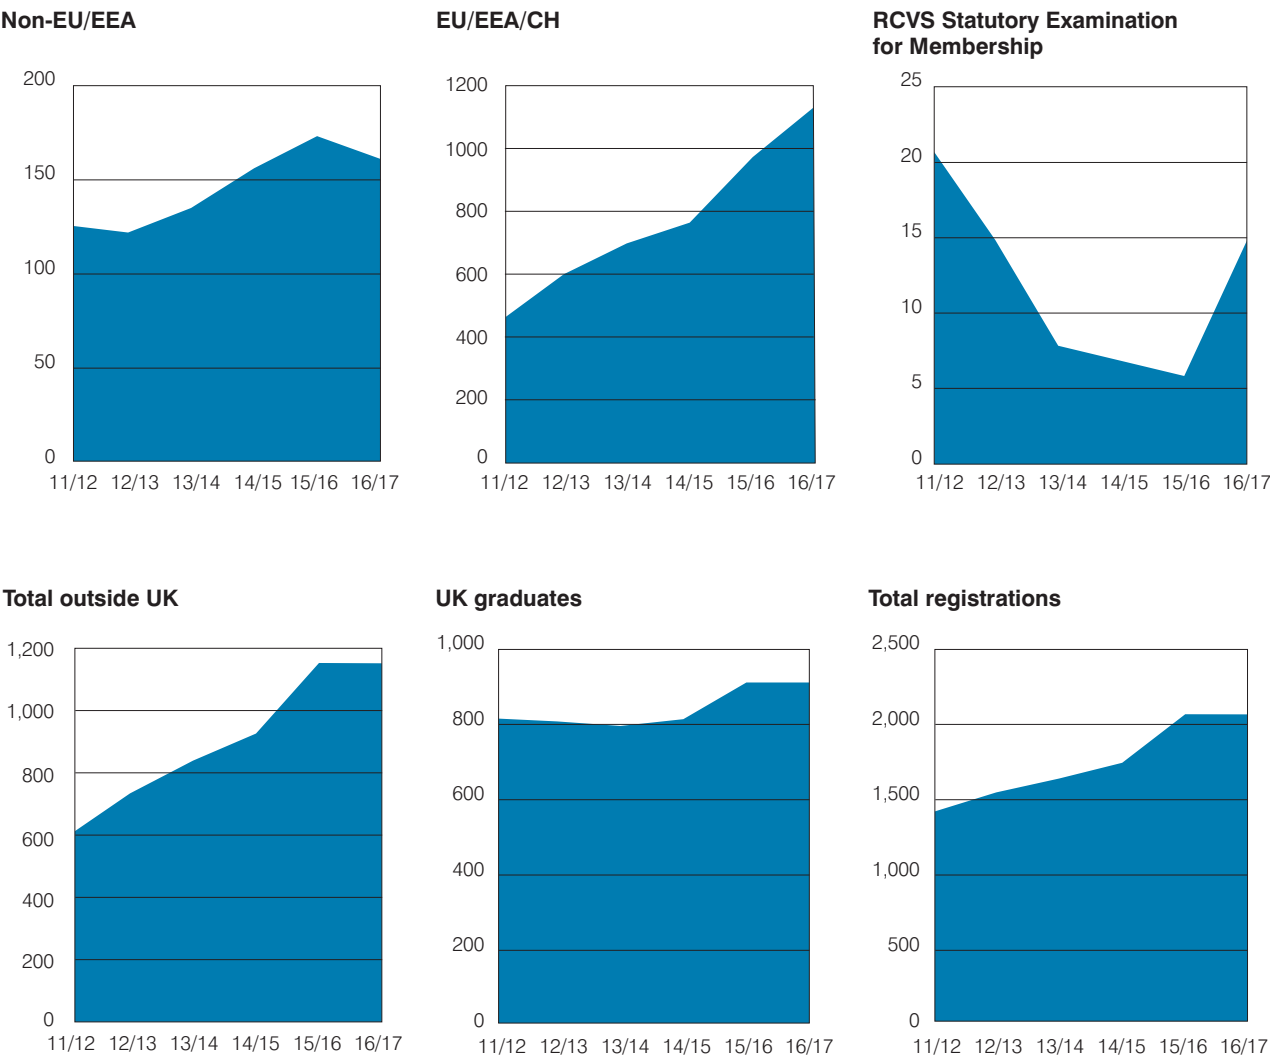 Non-EU/EEA
200
150
100
50
0
11/12 12/13 13/14 14/15 15/16 16/17
EU/EEA/CH
1200
1000
800
600
400
200
0
11/12 12/13 13/14 14/15 15/16 16/17
RCVS Statutory Examination
for Membership
25
20
15
10
5
0
11/12 12/13 13/14 14/15 15/16 16/17
Total outside UK
1,200
1,000
800
600
400
200
0
11/12 12/13 13/14 14/15 15/16 16/17
UK graduates
1,000
800
600
400
200
0
11/12 12/13 13/14 14/15 15/16 16/17
Total registrations
2,500
2,000
1,500
1,000
500
0
11/12 12/13 13/14 14/15 15/16 16/17